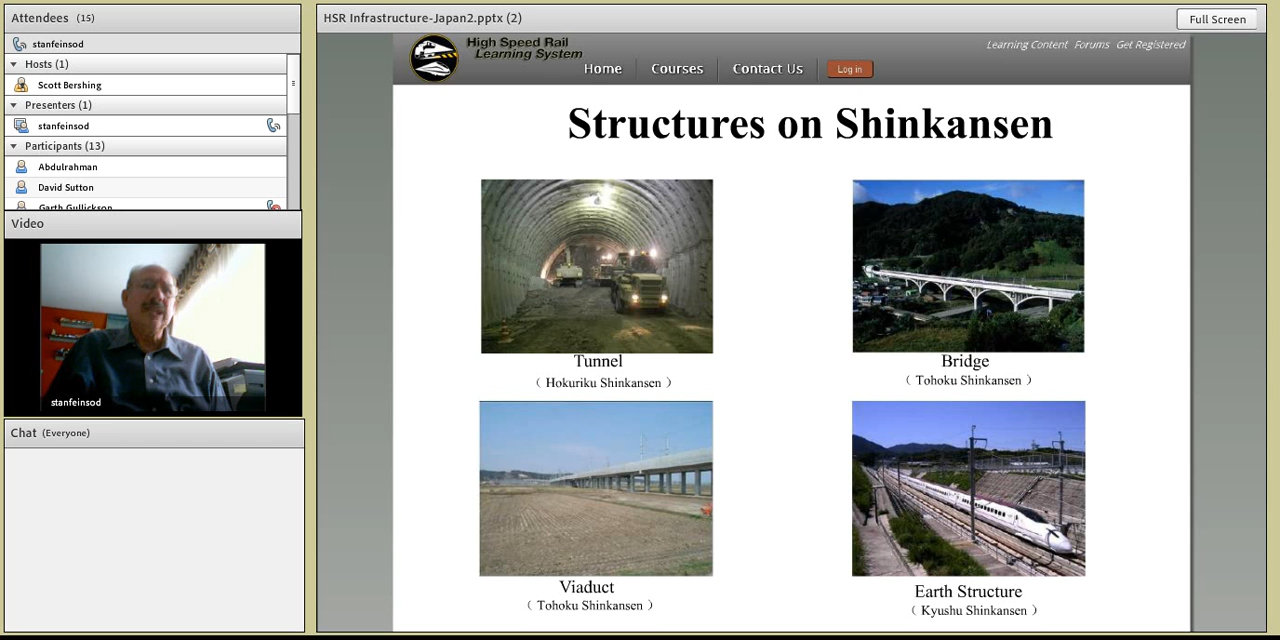 Attendees (15)
stanfeinsod
Hosts (1)
Scott Bershing
Presenters (1)
stanfeinsod
Participants (13)
Abdulrahman
David Sutton
Garth Gullickson
Video
stanfeinsod
Chat (Everyone)
HSR Infrastructure-Japan2.pptx (2)
Full Screen
High Speed Rail
Learning System
Learning Content Forums Get Registered
Home Courses Contact Us Log in
Structures on Shinkansen
Tunnel
( Hokuriku Shinkansen )
Bridge
( Tohoku Shinkansen )
Viaduct
( Tohoku Shinkansen )
Earth Structure
( Kyushu Shinkansen )